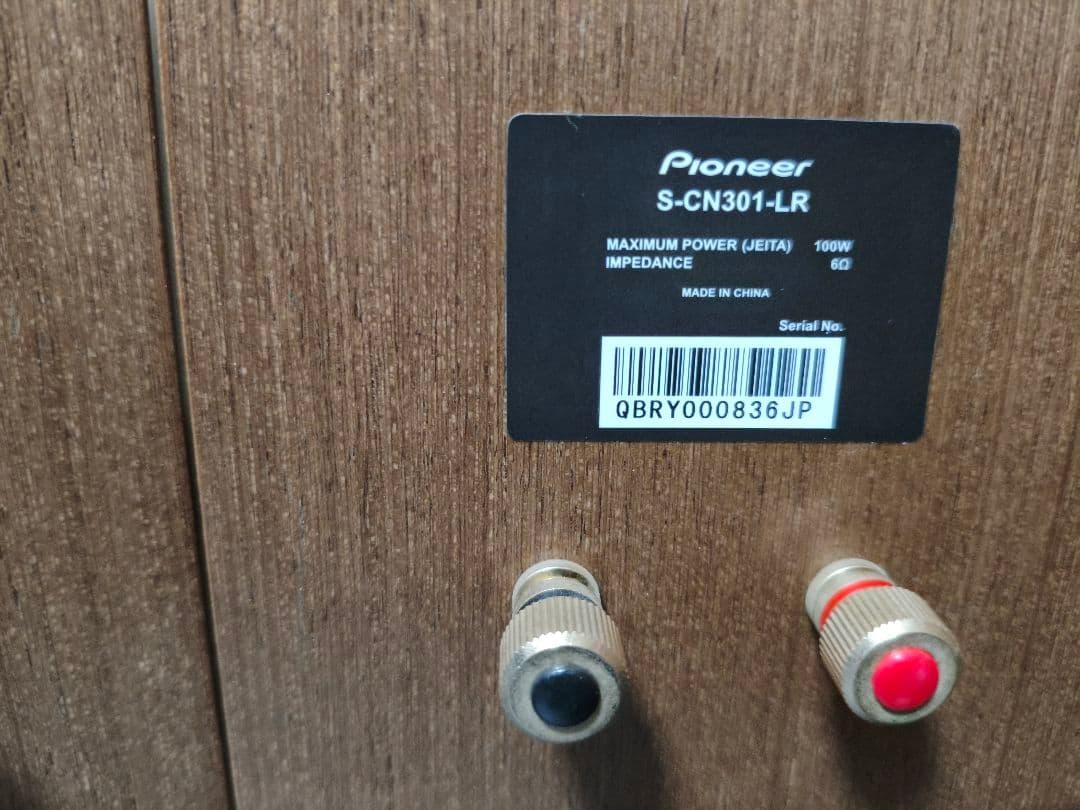 Pioneer
S-CN301-LR
MAXIMUM POWER (JEITA) 100W
IMPEDANCE 6Ω
MADE IN CHINA
Serial No.
QBRY000836JP